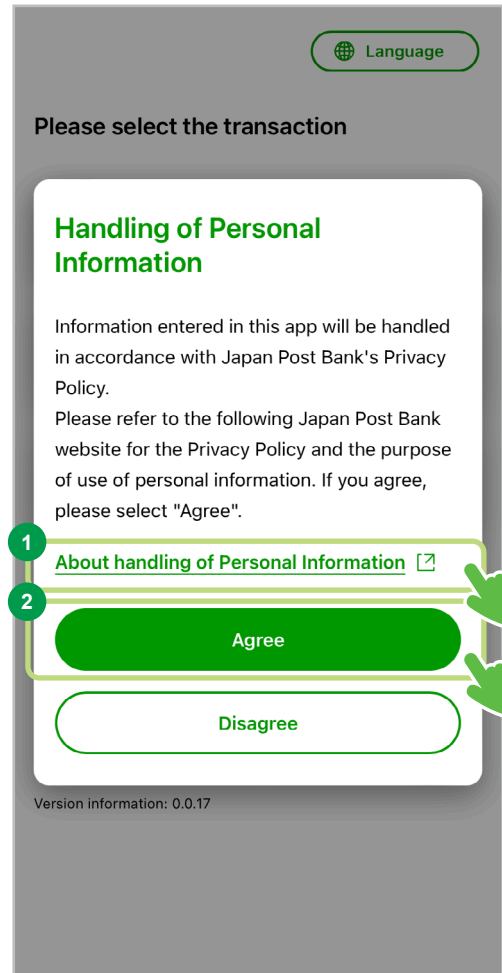 Language
Please select the transaction
Handling of Personal
Information
Information entered in this app will be handled
in accordance with Japan Post Bank's Privacy
Policy.
Please refer to the following Japan Post Bank
website for the Privacy Policy and the purpose
of use of personal information. If you agree,
please select "Agree".
1
About handling of Personal Information
2
Agree
Disagree
Version information: 0.0.17